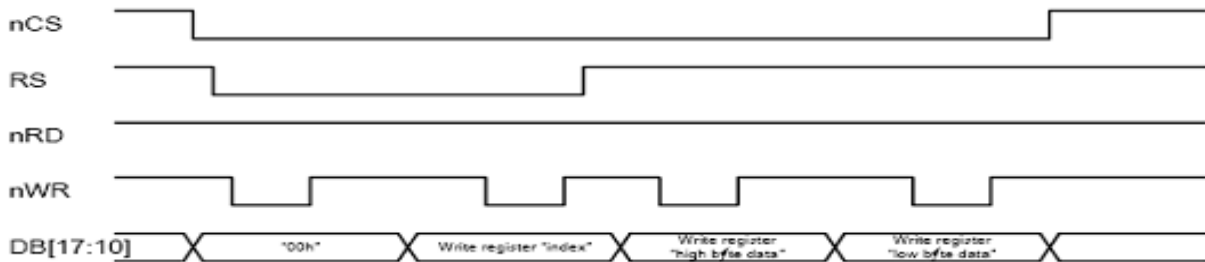 nCS
RS
nRD
nWR
DB[17:10]
"00h"
Write register "index"
Write register
"high byte data"
Write register
"low byte data"